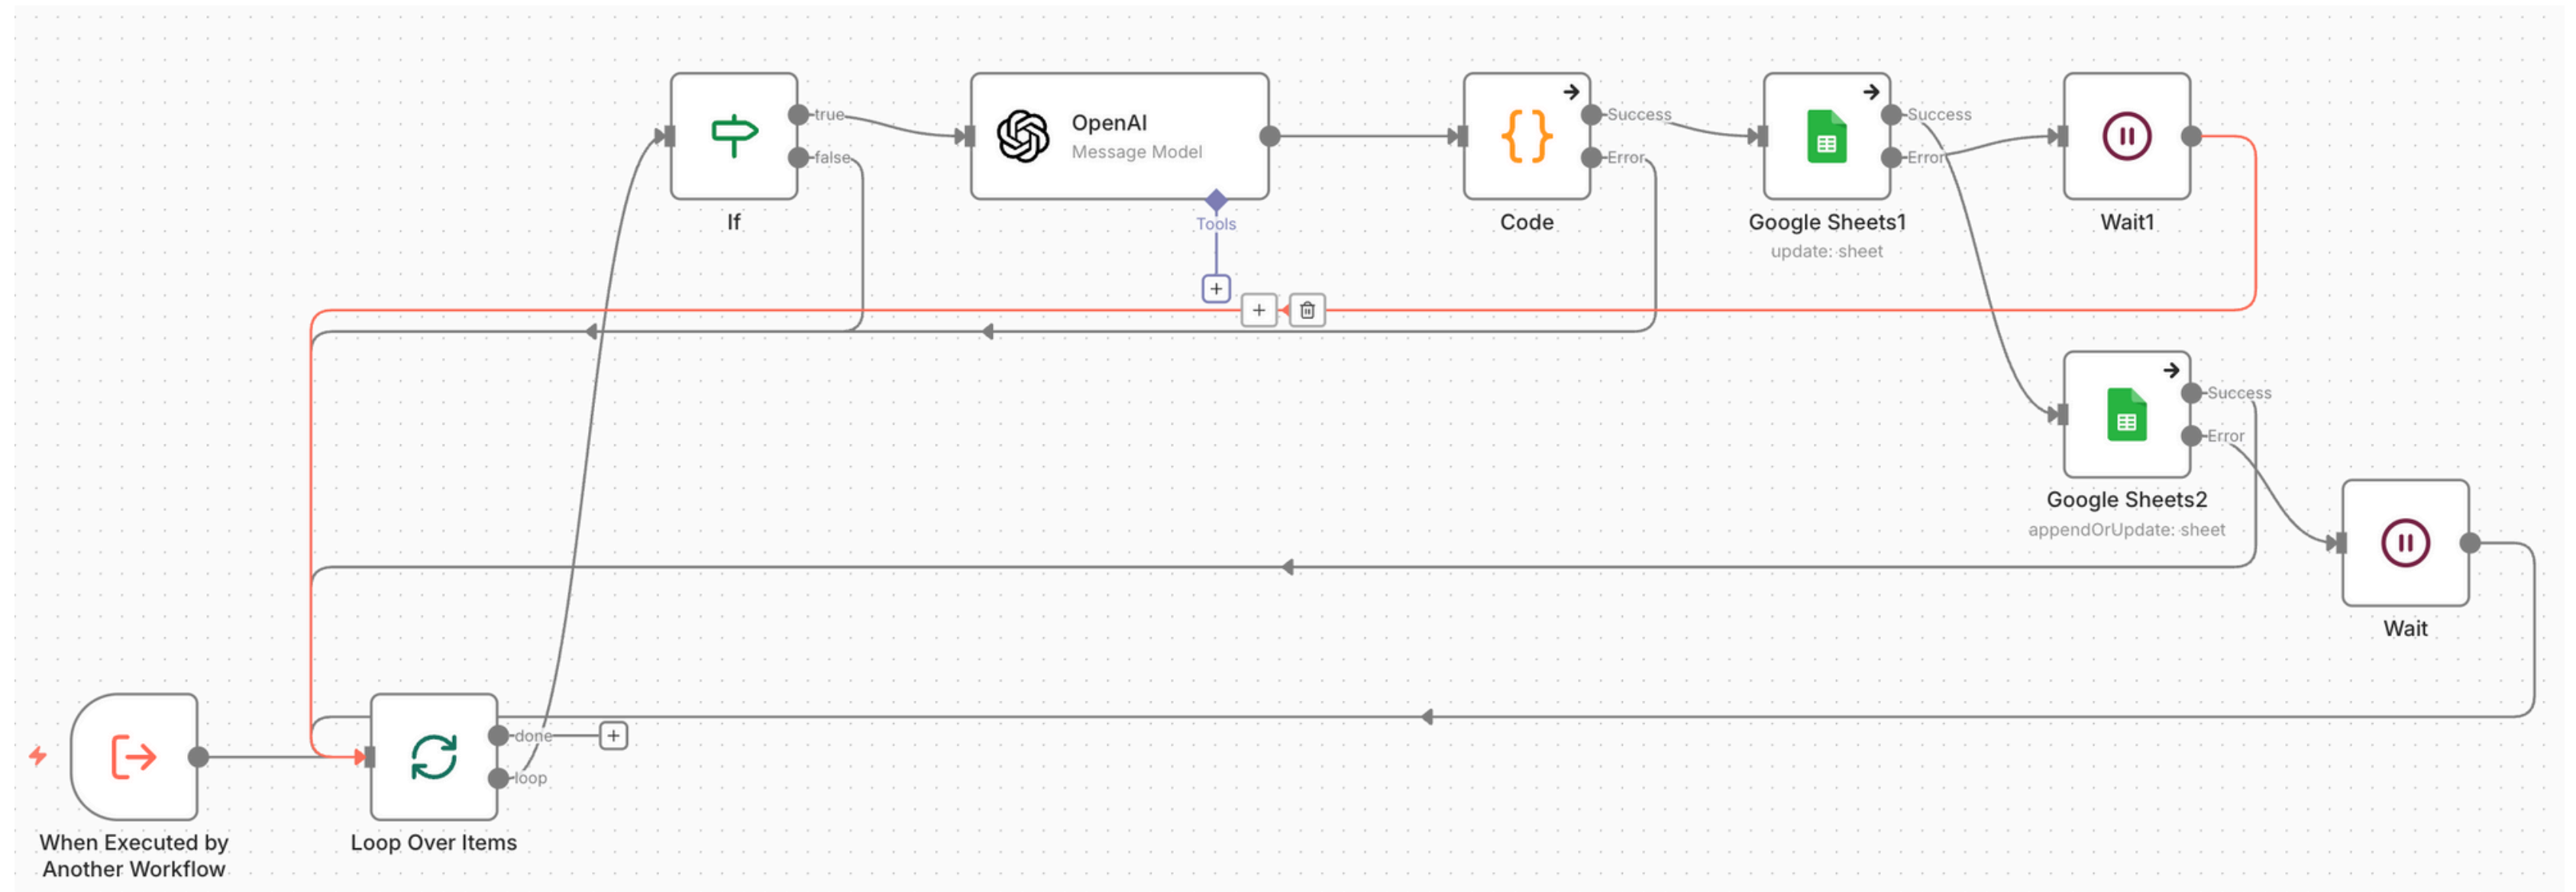 true
false
If
OpenAI
Message Model
Tools
Success
Error
Code
Success
Error
Google Sheets1
update: sheet
Wait1
Success
Error
Google Sheets2
appendOrUpdate: sheet
Wait
When Executed by
Another Workflow
done
loop
Loop Over Items